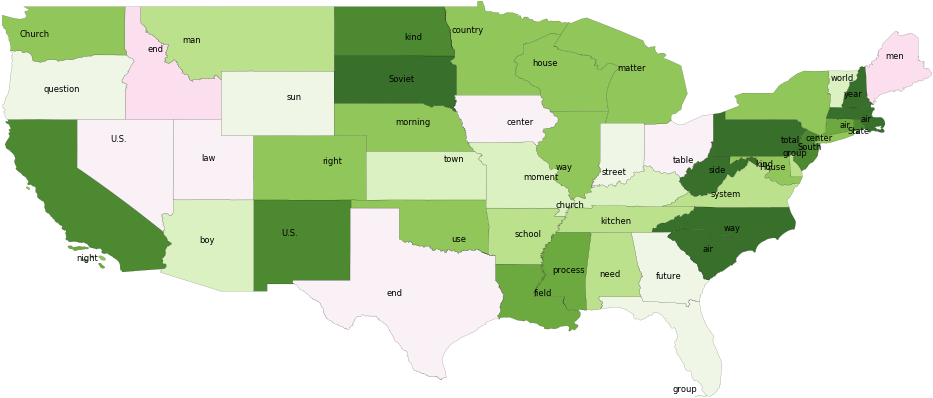 Church
end
man
kind
country
house
matter
men
question
sun
Soviet
world
year
U.S.
law
morning
center
air
air
State
right
town
way
moment
street
table
total
center
South
group
side
kind
House
boy
U.S.
use
school
church
kitchen
system
way
night
end
field
process
need
future
air
group